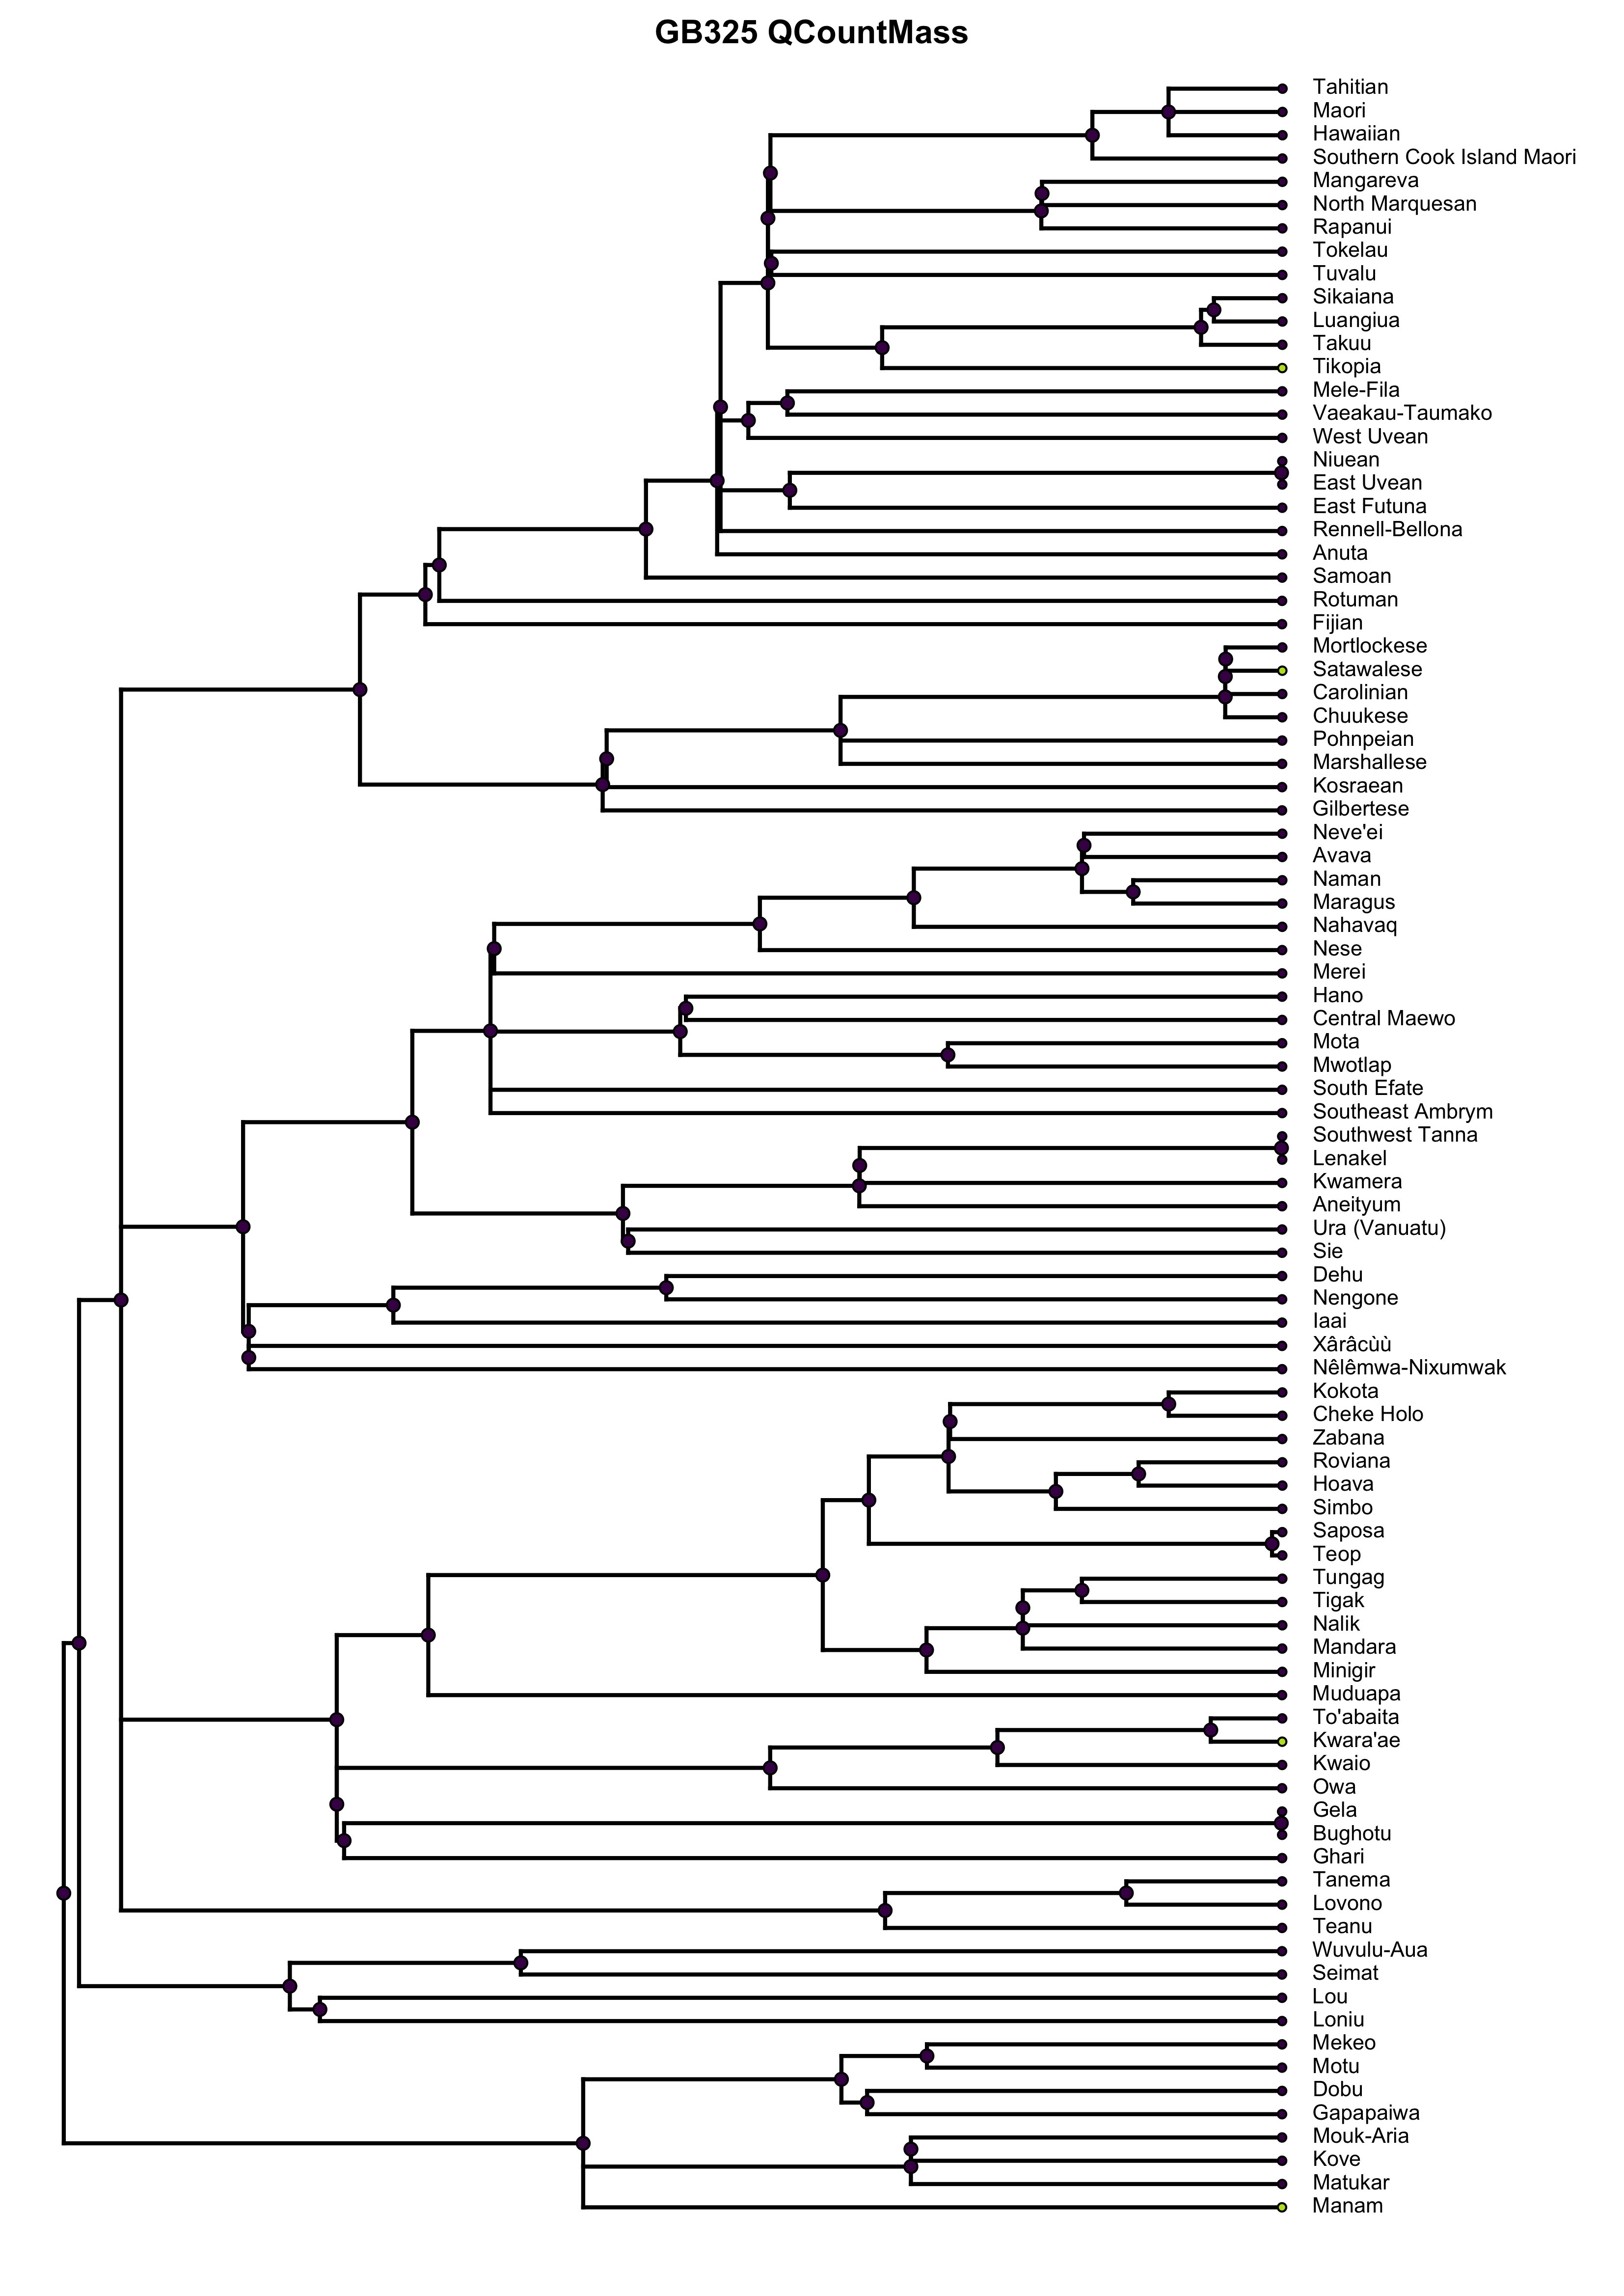 GB325 QCountMass
Tahitian
Maori
Hawaiian
Southern Cook Island Maori
Mangareva
North Marquesan
Rapanui
Tokelau
Tuvalu
Sikaiana
Luangiua
Takuu
Tikopia
Mele-Fila
Vaeakau-Taumako
West Uvean
Niuean
East Uvean
East Futuna
Rennell-Bellona
Anuta
Samoan
Rotuman
Fijian
Mortlockese
Satawalese
Carolinian
Chuukese
Pohnpeian
Marshallese
Kosraean
Gilbertese
Neve'ei
Avava
Naman
Maragus
Nahavaq
Nese
Merei
Hano
Central Maewo
Mota
Mwotlap
South Efate
Southeast Ambrym
Southwest Tanna
Lenakel
Kwamera
Aneityum
Ura (Vanuatu)
Sie
Dehu
Nengone
Iaai
Xârâcùù
Nêlêmwa-Nixumwak
Kokota
Cheke Holo
Zabana
Roviana
Hoava
Simbo
Saposa
Teop
Tungag
Tigak
Nalik
Mandara
Minigir
Muduapa
To'abaita
Kwara'ae
Kwaio
Owa
Gela
Bughotu
Ghari
Tanema
Lovono
Teanu
Wuvulu-Aua
Seimat
Lou
Loniu
Mekeo
Motu
Dobu
Gapapaiwa
Mouk-Aria
Kove
Matukar
Manam